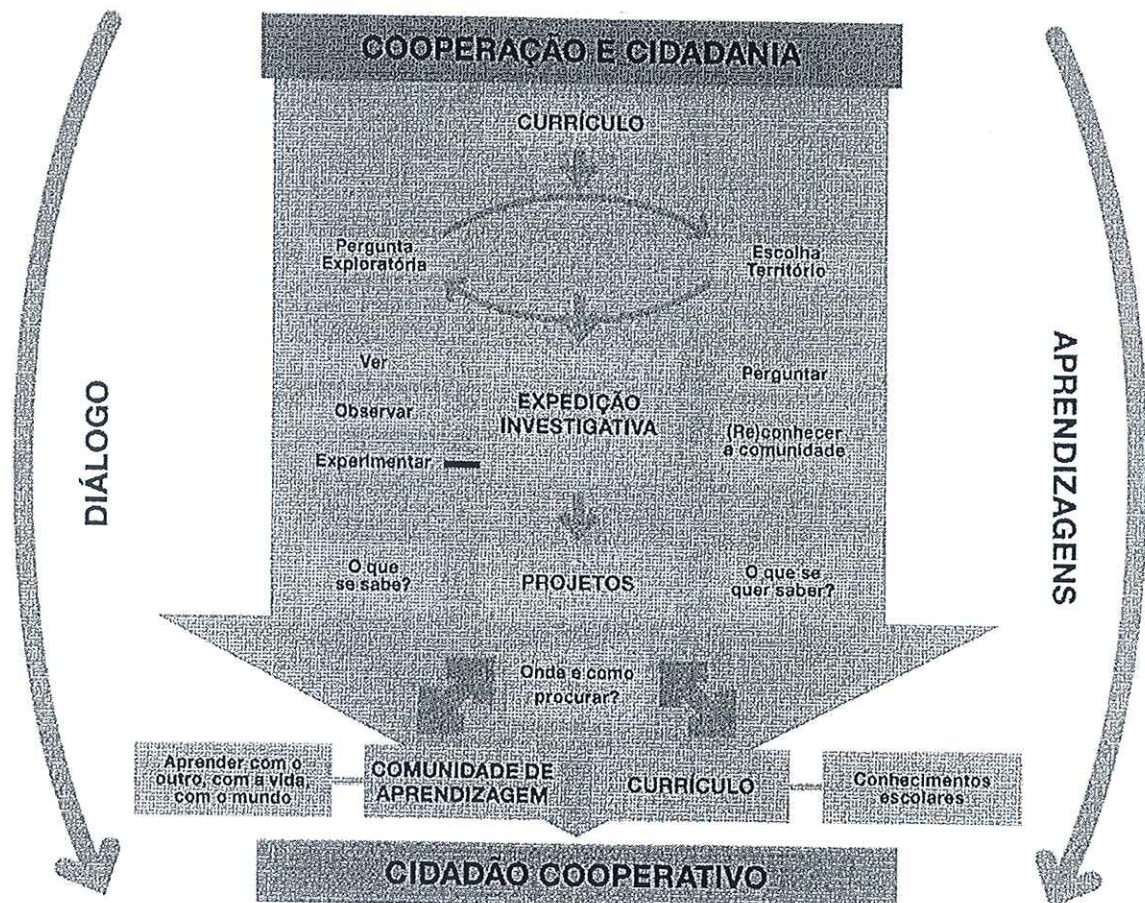 COOPERAÇÃO E CIDADANIA
CURRÍCULO
Pergunta
Exploratória
Escolha
Território
Ver
Observar
Experimentar
EXPEDIÇÃO
INVESTIGATIVA
Perguntar
(Re)conhecer
a comunidade
O que
se sabe?
PROJETOS
O que se
quer saber?
Onde e como
procurar?
DIÁLOGO
APRENDIZAGENS
Aprender com o
outro, com a vida,
com o mundo
COMUNIDADE DE
APRENDIZAGEM
CURRÍCULO
Conhecimentos
escolares
CIDADÃO COOPERATIVO